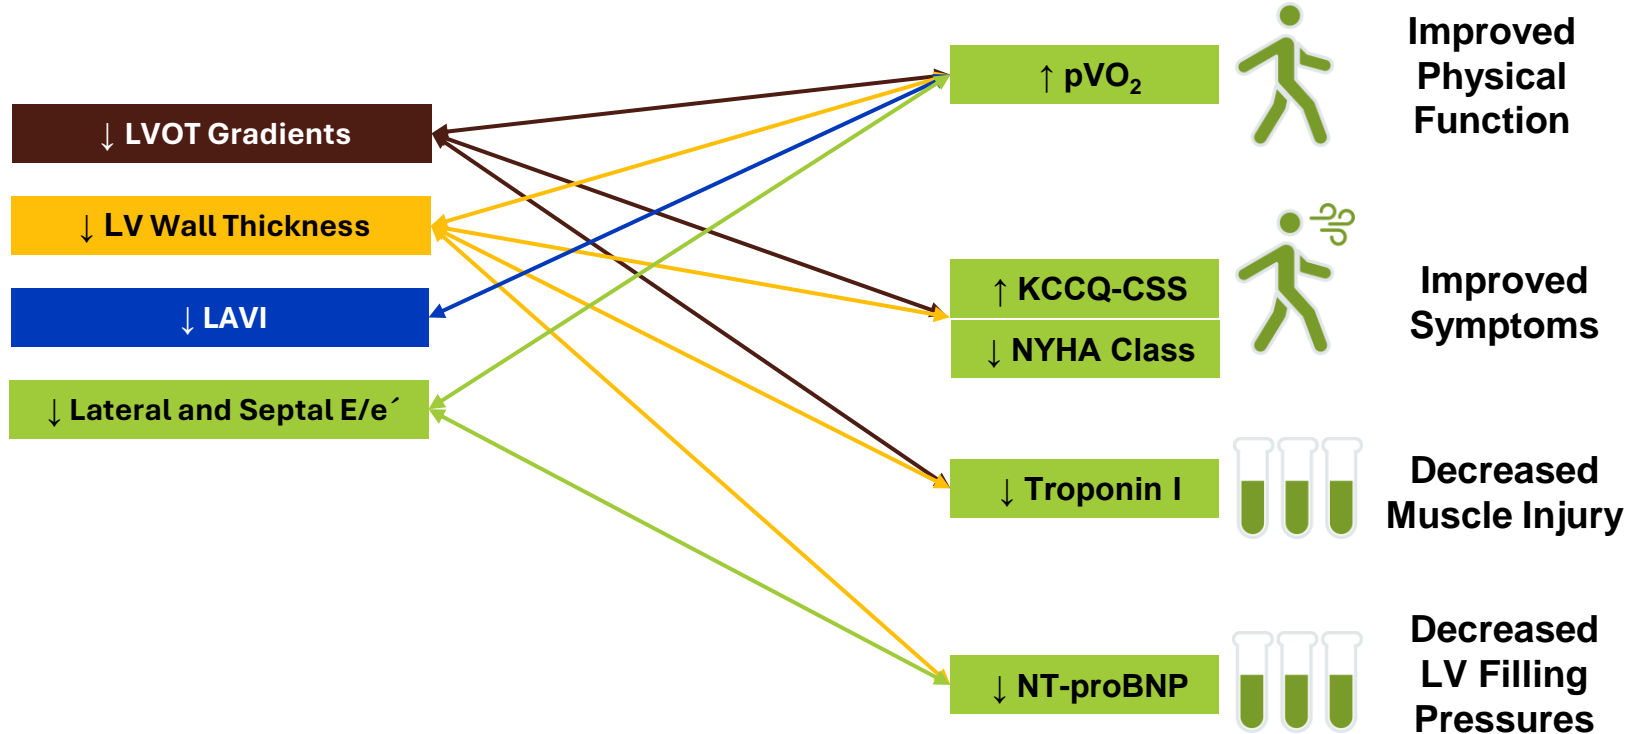 ↓ LVOT Gradients
↓ LV Wall Thickness
↓ LAVI
↓ Lateral and Septal E/e´
↑ pVO₂
Improved
Physical
Function
↑ KCCQ-CSS
↓ NYHA Class
Improved
Symptoms
↓ Troponin I
Decreased
Muscle Injury
↓ NT-proBNP
Decreased
LV Filling
Pressures